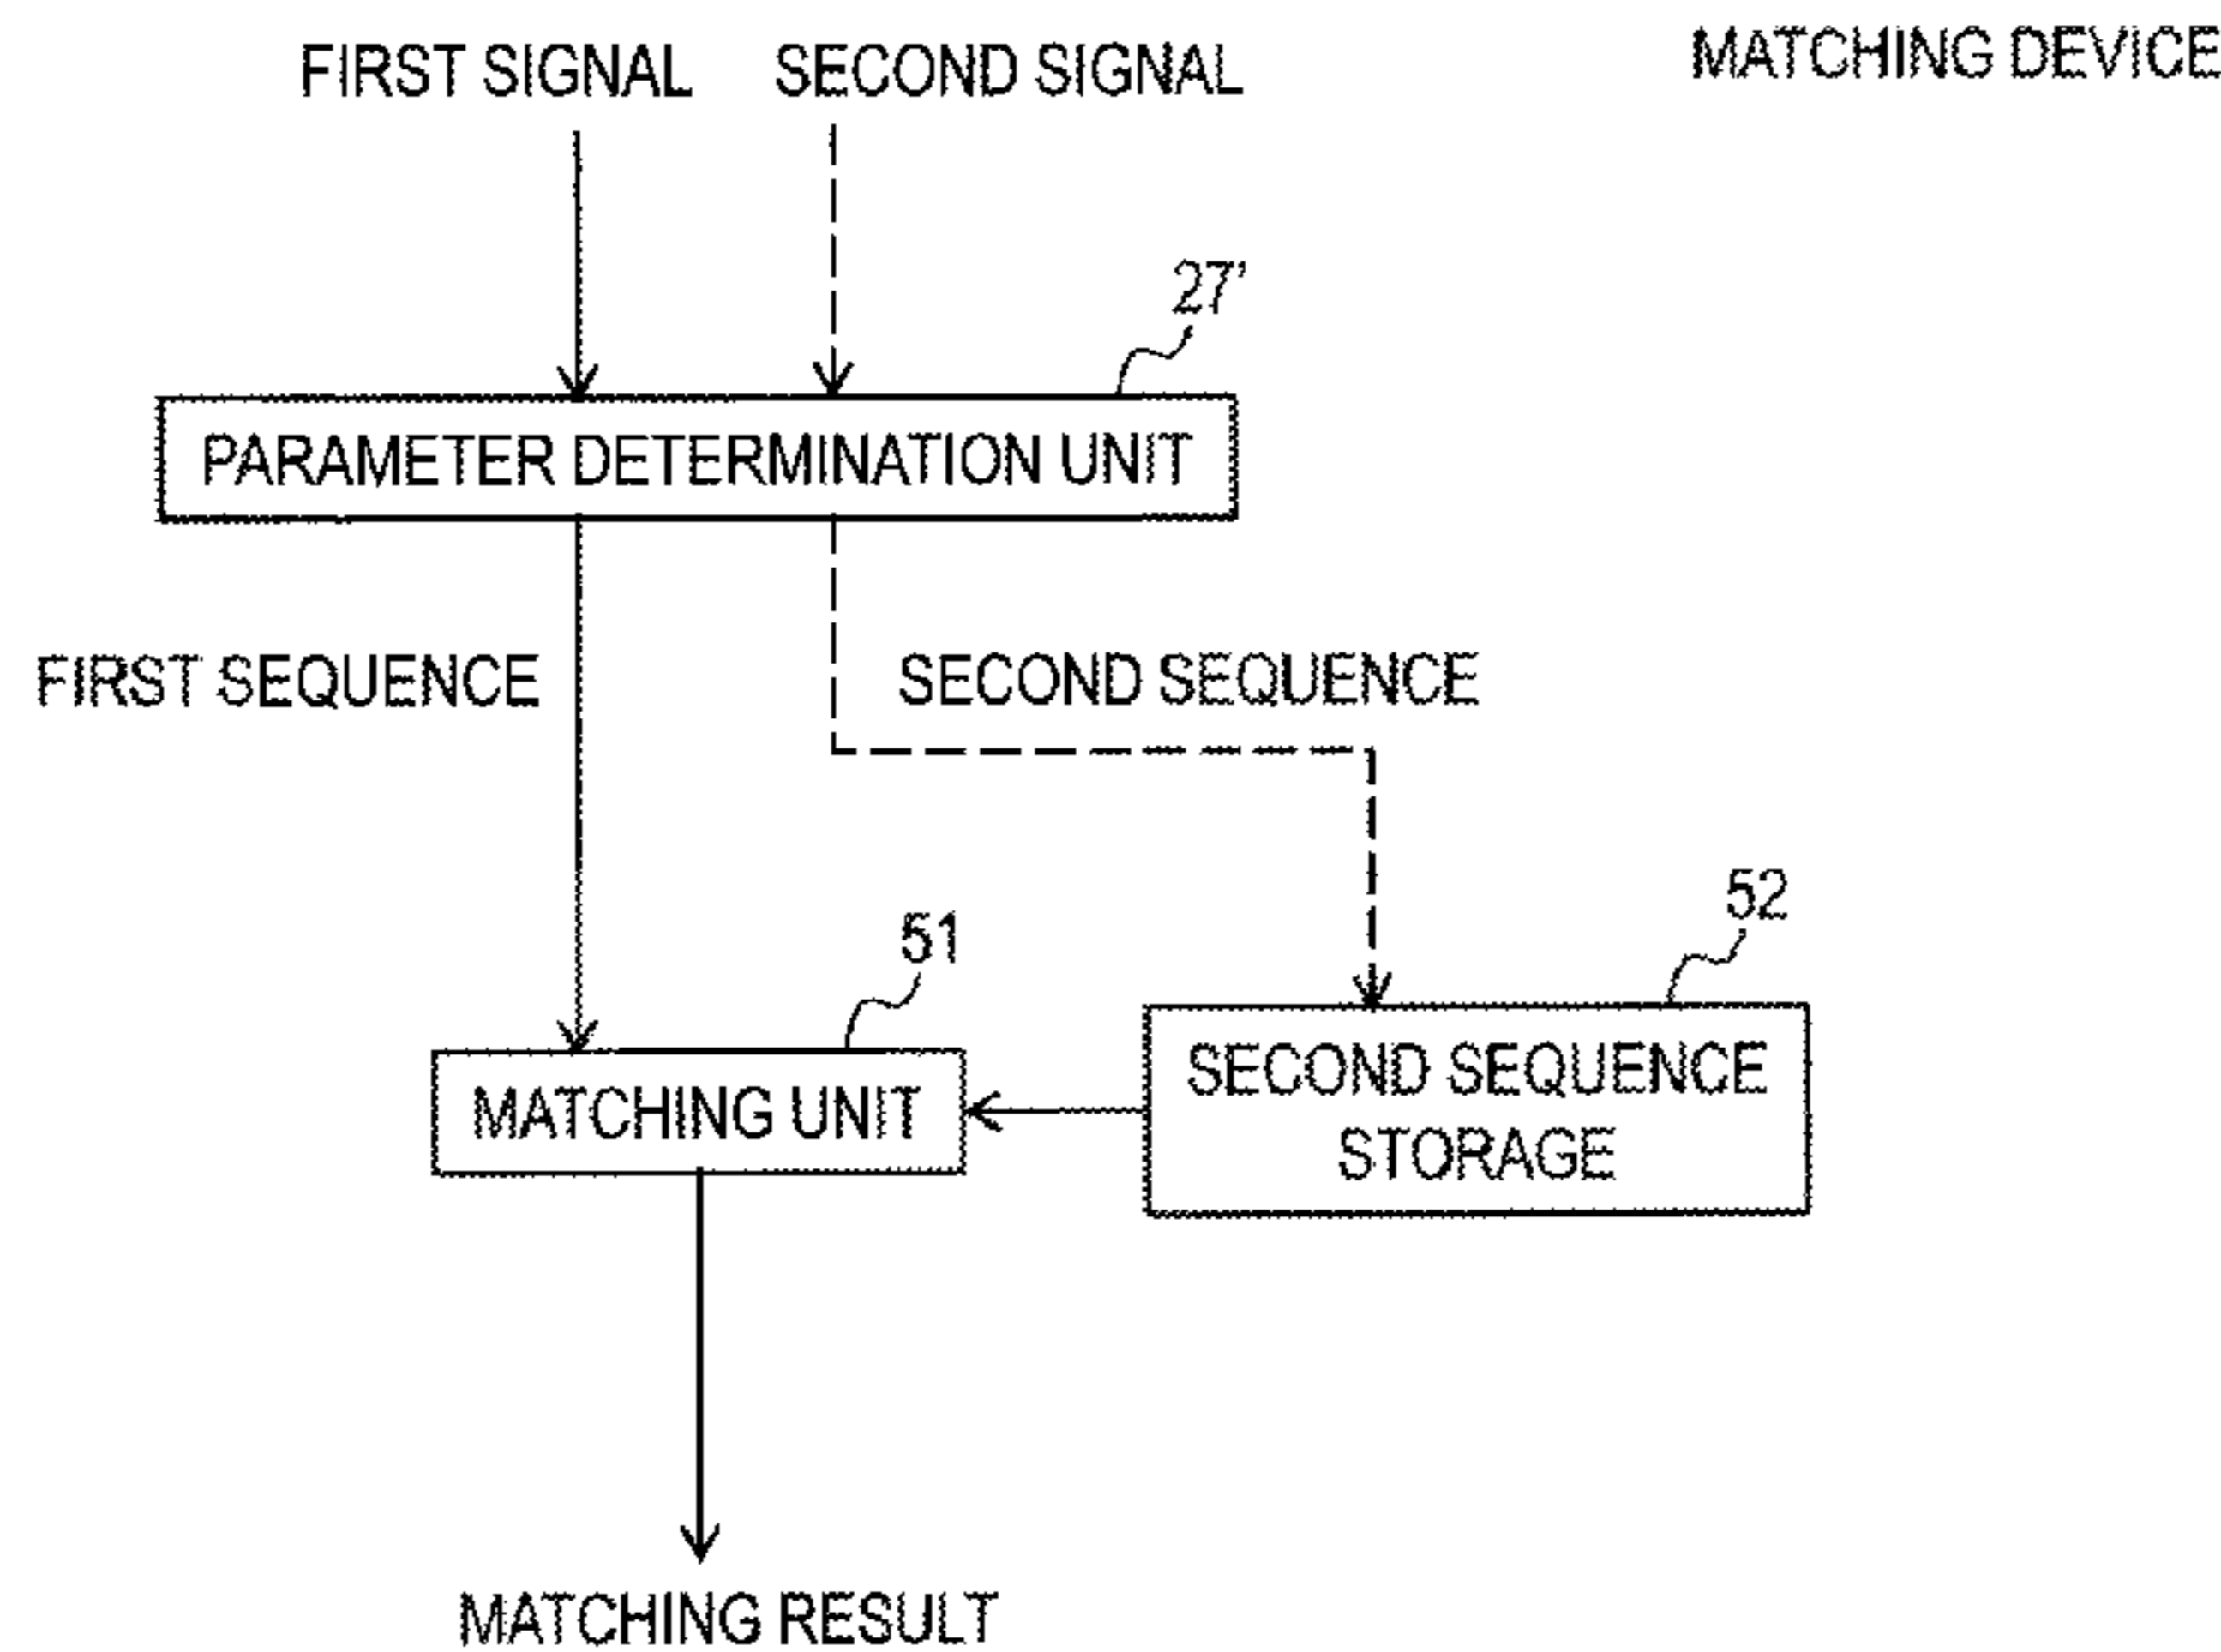 MATCHING DEVICE
FIRST SIGNAL
SECOND SIGNAL
27'
PARAMETER DETERMINATION UNIT
FIRST SEQUENCE
SECOND SEQUENCE
51
52
MATCHING UNIT
SECOND SEQUENCE
STORAGE
MATCHING RESULT